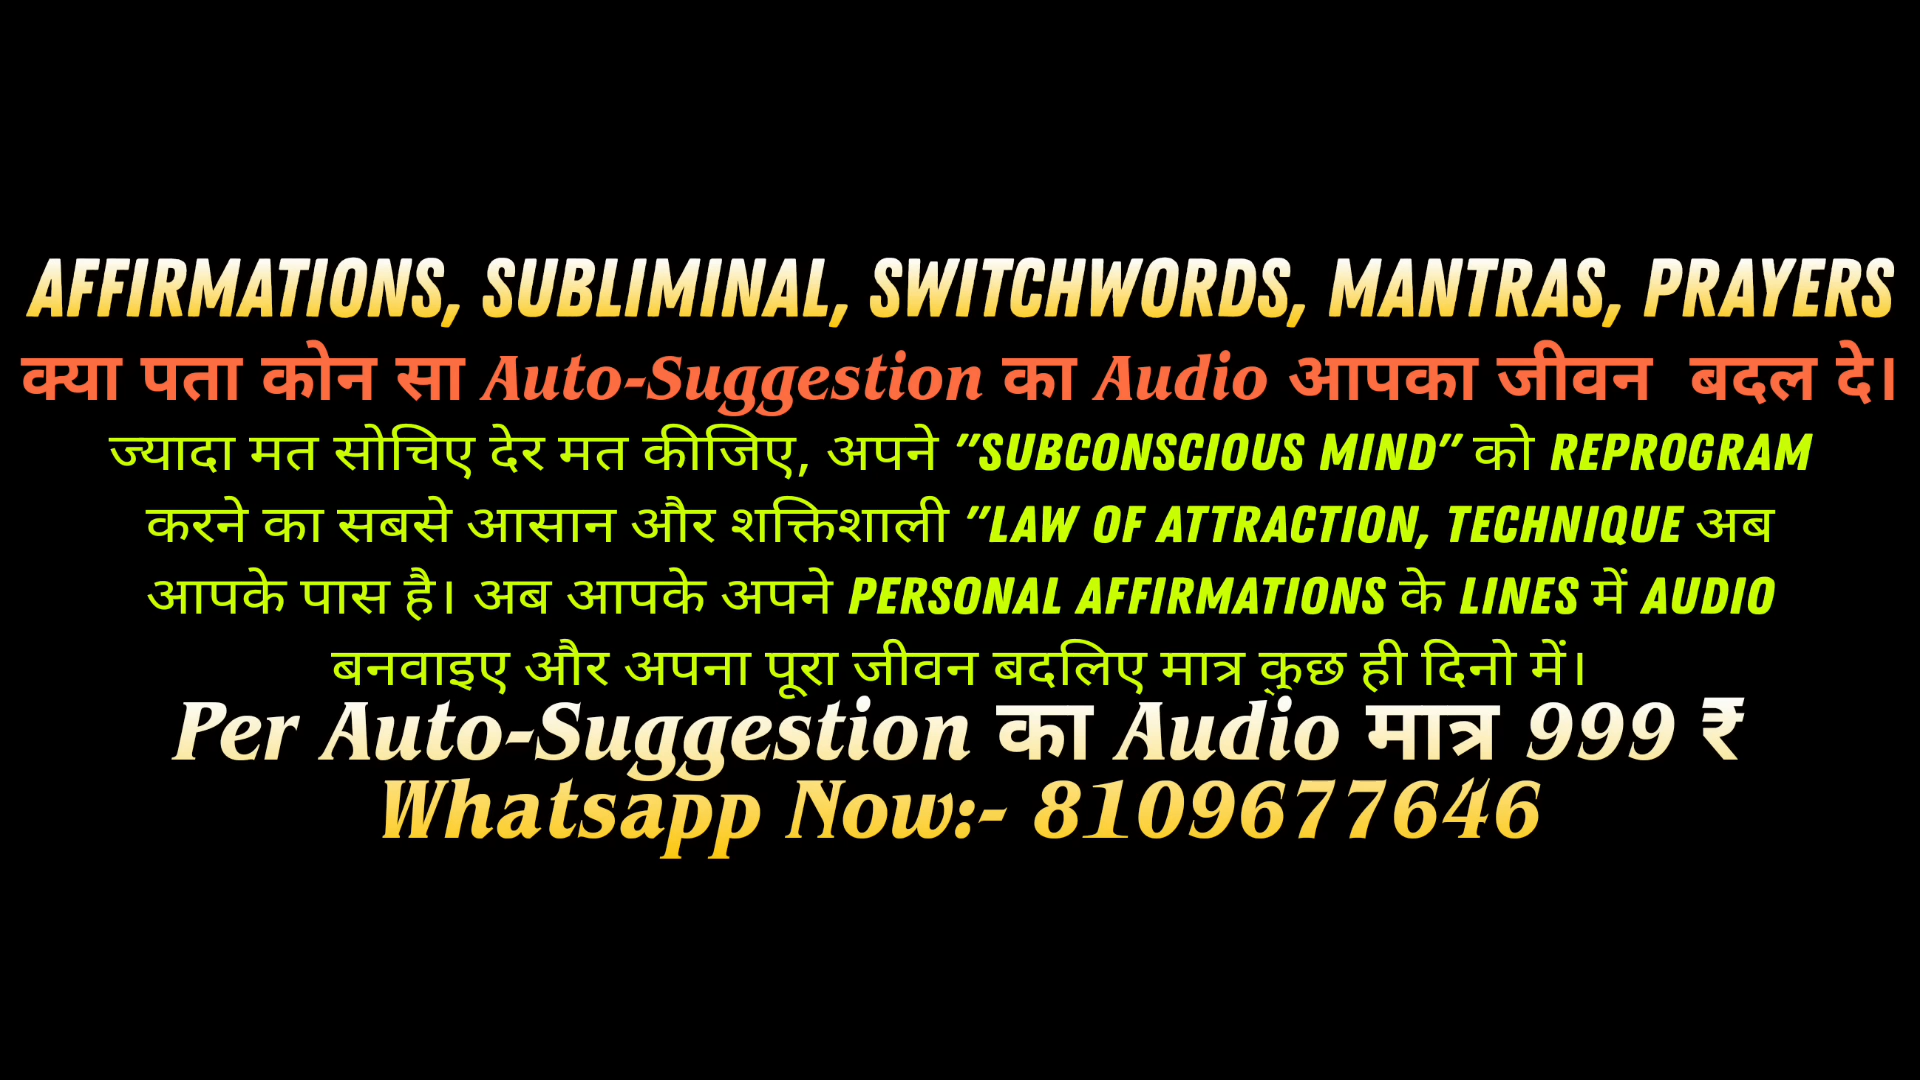 AFFIRMATIONS, SUBLIMINAL, SWITCHWORDS, MANTRAS, PRAYERS
क्या पता कोन सा Auto-Suggestion का Audio आपका जीवन  बदल दे।
ज्यादा मत सोचिए देर मत कीजिए, अपने "SUBCONSCIOUS MIND" को REPROGRAM
करने का सबसे आसान और शक्तिशाली "LAW OF ATTRACTION, TECHNIQUE अब
आपके पास है। अब आपके अपने PERSONAL AFFIRMATIONS के LINES में AUDIO
बनवाइए और अपना पूरा जीवन बदलिए मात्र कुछ ही दिनो में।
Per Auto-Suggestion का Audio मात्र 999 ₹
Whatsapp Now:- 8109677646